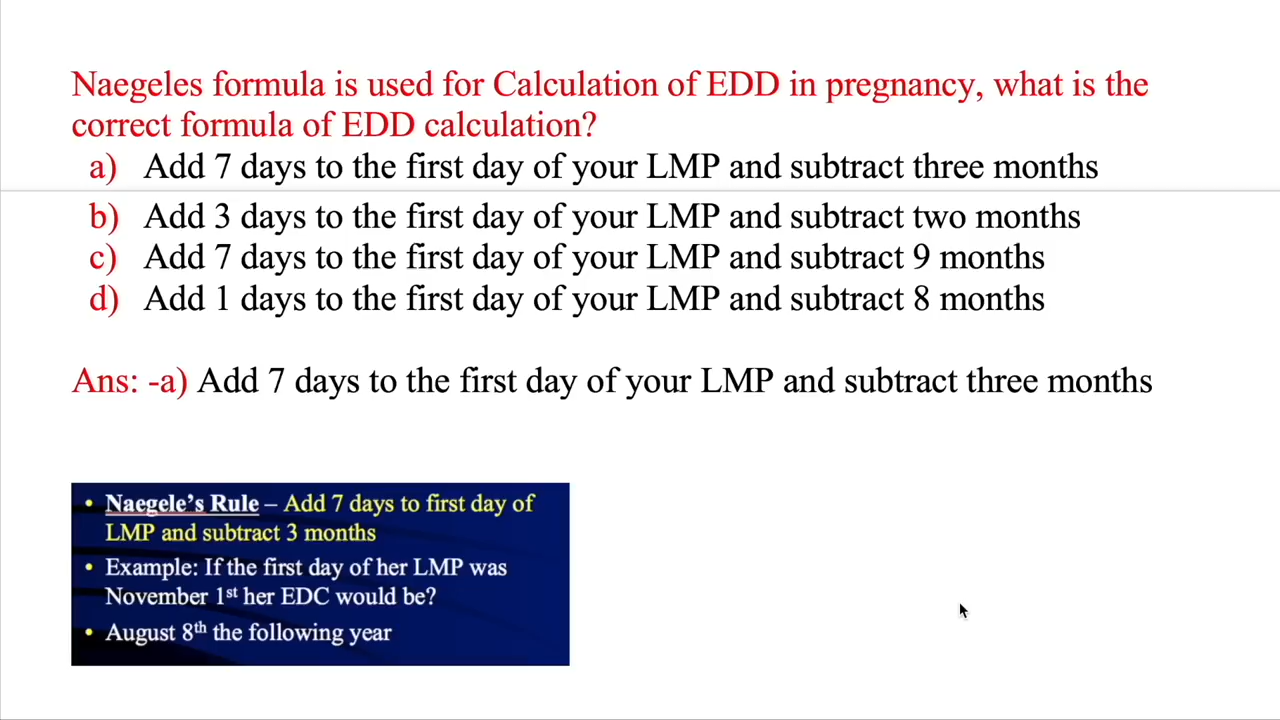 Naegeles formula is used for Calculation of EDD in pregnancy, what is the
correct formula of EDD calculation?
a) Add 7 days to the first day of your LMP and subtract three months
b) Add 3 days to the first day of your LMP and subtract two months
c) Add 7 days to the first day of your LMP and subtract 9 months
d) Add 1 days to the first day of your LMP and subtract 8 months
Ans: -a) Add 7 days to the first day of your LMP and subtract three months
• Naegele's Rule – Add 7 days to first day of
LMP and subtract 3 months
• Example: If the first day of her LMP was
November 1st her EDC would be?
• August 8th the following year